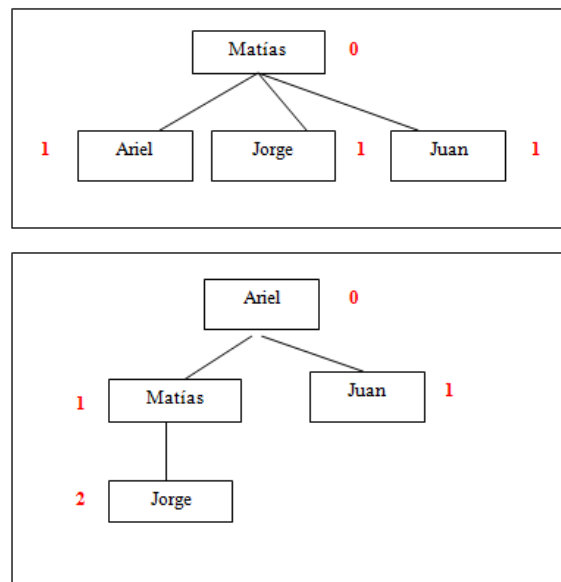 Matías 0
1 Ariel Jorge 1 Juan 1
Ariel 0
1 Matías Juan 1
2 Jorge